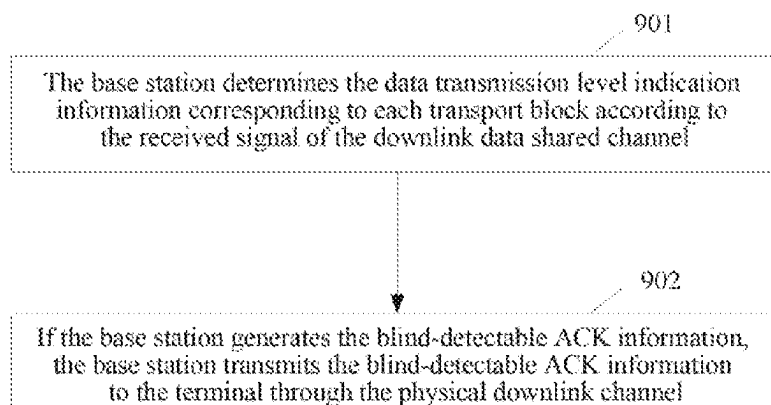 901
The base station determines the data transmission level indication
information corresponding to each transport block according to
the received signal of the downlink data shared channel
902
If the base station generates the blind-detectable ACK information,
the base station transmits the blind-detectable ACK information
to the terminal through the physical downlink channel